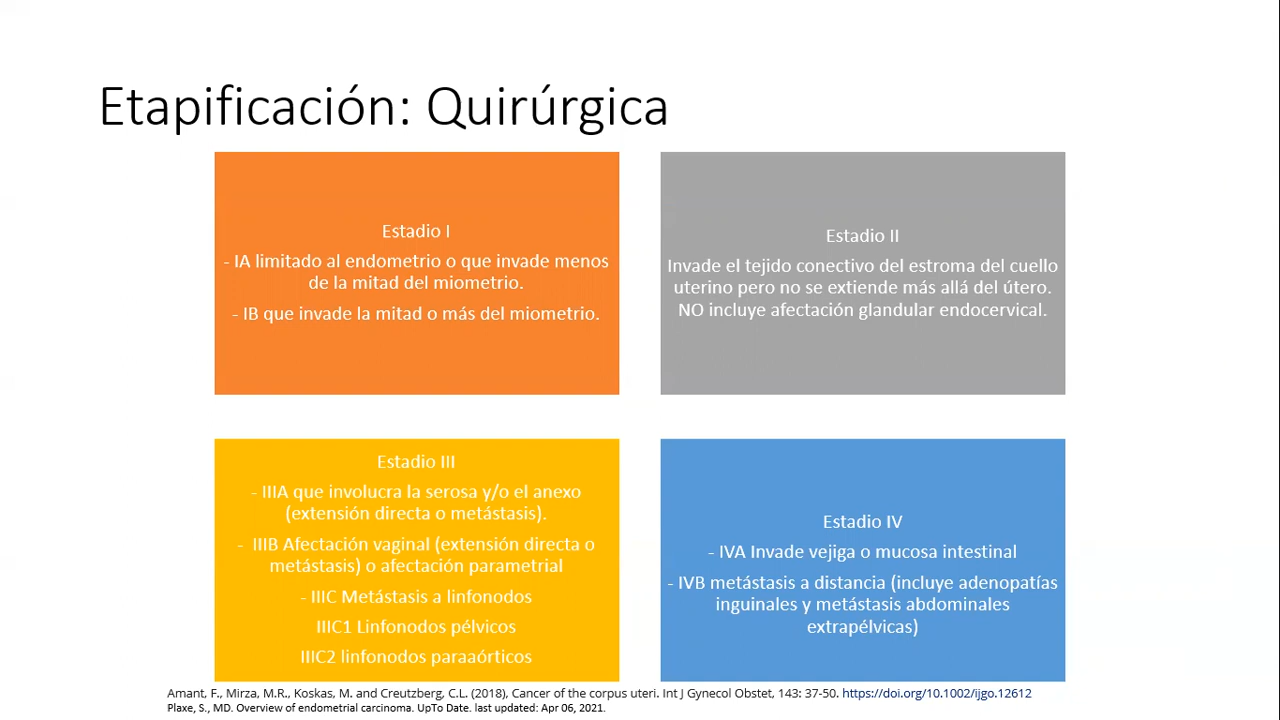 Etapificación: Quirúrgica
Estadio I
- IA limitado al endometrio o que invade menos
de la mitad del miometrio.
- IB que invade la mitad o más del miometrio.
Estadio II
Invade el tejido conectivo del estroma del cuello
uterino pero no se extiende más allá del útero.
NO incluye afectación glandular endocervical.
Estadio III
- IIIA que involucra la serosa y/o el anexo
(extensión directa o metástasis).
- IIIB Afectación vaginal (extensión directa o
metástasis) o afectación parametrial
- IIIC Metástasis a linfonodos
IIIC1 Linfonodos pélvicos
IIIC2 linfonodos paraaórticos
Estadio IV
- IVA Invade vejiga o mucosa intestinal
- IVB metástasis a distancia (incluye adenopatías
inguinales y metástasis abdominales
extrapélvicas)
Amant, F., Mirza, M.R., Koskas, M. and Creutzberg, C.L. (2018), Cancer of the corpus uteri. Int J Gynecol Obstet, 143: 37-50. https://doi.org/10.1002/ijgo.12612
Plaxe, S., MD. Overview of endometrial carcinoma. UpTo Date. last updated: Apr 06, 2021.